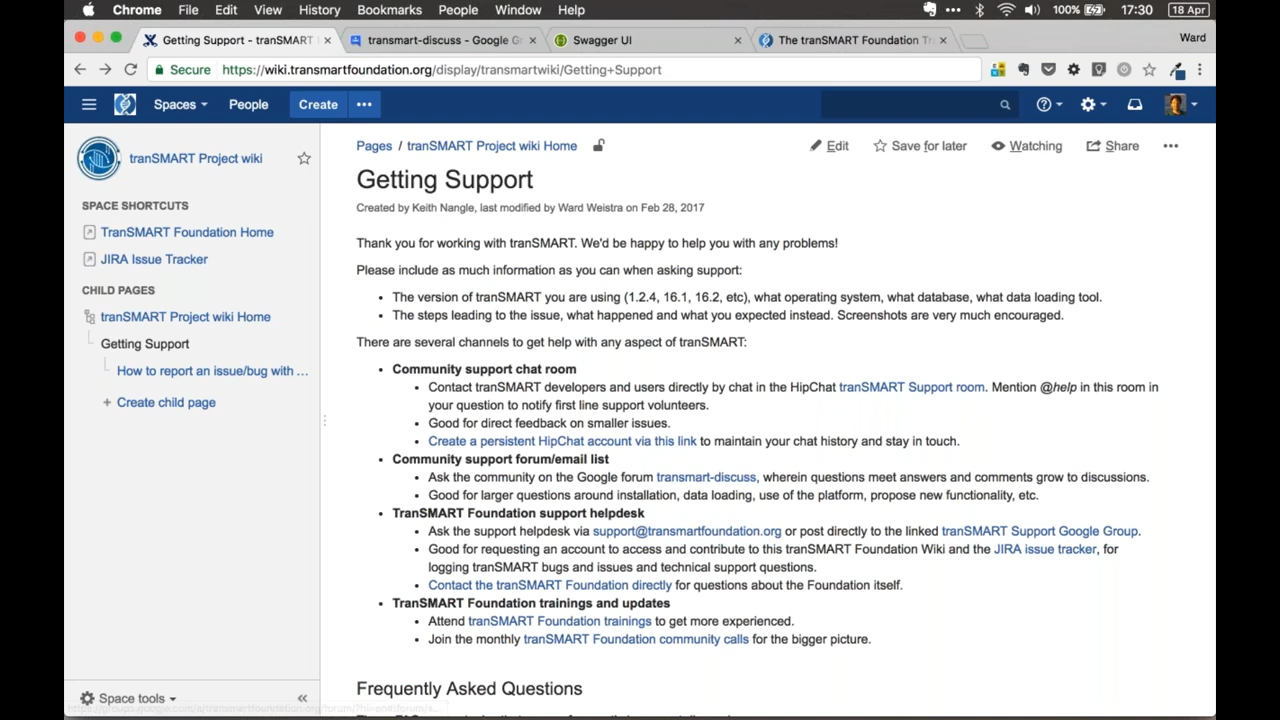 Chrome File Edit View History Bookmarks People Window Help 100% 17:30 18 Apr
Getting Support - tranSMART transmart-discuss - Google Gr Swagger UI The tranSMART Foundation Tr Ward
Secure https://wiki.transmartfoundation.org/display/transmartwiki/Getting+Support
Spaces People Create
tranSMART Project wiki
SPACE SHORTCUTS
TranSMART Foundation Home
JIRA Issue Tracker
CHILD PAGES
tranSMART Project wiki Home
Getting Support
How to report an issue/bug with ...
+ Create child page
Space tools
Pages / tranSMART Project wiki Home Edit Save for later Watching Share
Getting Support
Created by Keith Nangle, last modified by Ward Weistra on Feb 28, 2017
Thank you for working with tranSMART. We'd be happy to help you with any problems!
Please include as much information as you can when asking support:
• The version of tranSMART you are using (1.2.4, 16.1, 16.2, etc), what operating system, what database, what data loading tool.
• The steps leading to the issue, what happened and what you expected instead. Screenshots are very much encouraged.
There are several channels to get help with any aspect of tranSMART:
• Community support chat room
• Contact tranSMART developers and users directly by chat in the HipChat tranSMART Support room. Mention @help in this room in
your question to notify first line support volunteers.
• Good for direct feedback on smaller issues.
• Create a persistent HipChat account via this link to maintain your chat history and stay in touch.
• Community support forum/email list
• Ask the community on the Google forum transmart-discuss, wherein questions meet answers and comments grow to discussions.
• Good for larger questions around installation, data loading, use of the platform, propose new functionality, etc.
• TranSMART Foundation support helpdesk
• Ask the support helpdesk via support@transmartfoundation.org or post directly to the linked tranSMART Support Google Group.
• Good for requesting an account to access and contribute to this tranSMART Foundation Wiki and the JIRA issue tracker, for
logging tranSMART bugs and issues and technical support questions.
• Contact the tranSMART Foundation directly for questions about the Foundation itself.
• TranSMART Foundation trainings and updates
• Attend tranSMART Foundation trainings to get more experienced.
• Join the monthly tranSMART Foundation community calls for the bigger picture.
Frequently Asked Questions